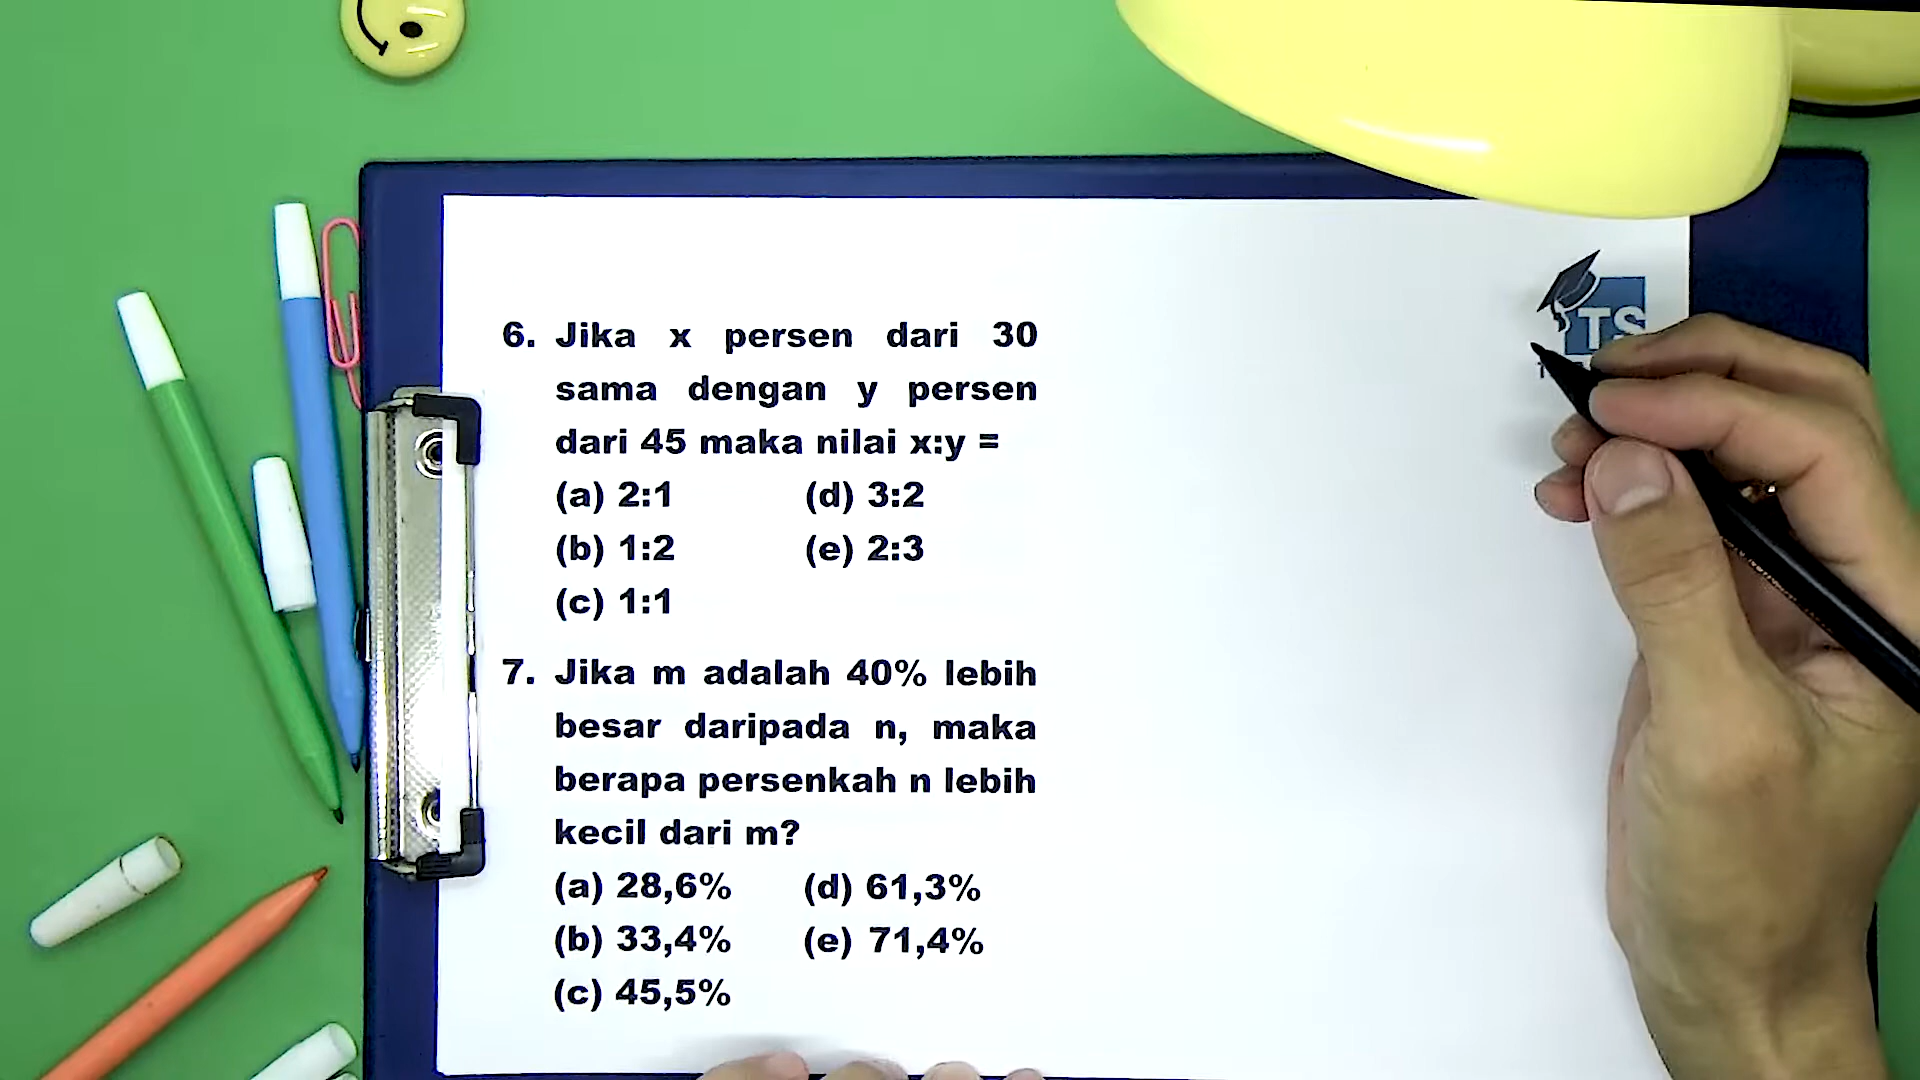 TS
6. Jika x persen dari 30
sama dengan y persen
dari 45 maka nilai x:y =
(a) 2:1 (d) 3:2
(b) 1:2 (e) 2:3
(c) 1:1
7. Jika m adalah 40% lebih
besar daripada n, maka
berapa persenkah n lebih
kecil dari m?
(a) 28,6% (d) 61,3%
(b) 33,4% (e) 71,4%
(c) 45,5%